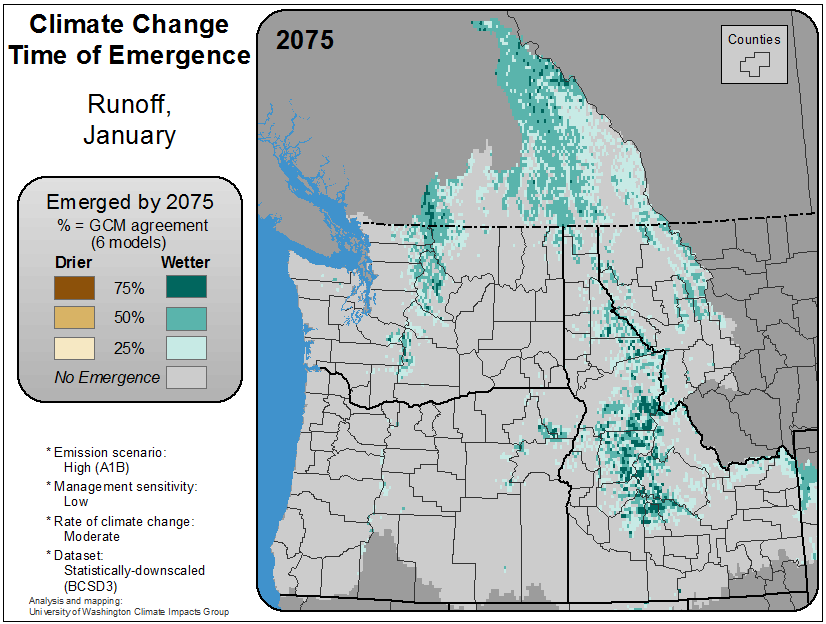 Climate Change
Time of Emergence
Runoff,
January
Emerged by 2075
% = GCM agreement
(6 models)
Drier Wetter
75%
50%
25%
No Emergence
* Emission scenario:
High (A1B)
* Management sensitivity:
Low
* Rate of climate change:
Moderate
* Dataset:
Statistically-downscaled
(BCSD3)
Analysis and mapping:
University of Washington Climate Impacts Group
2075
Counties